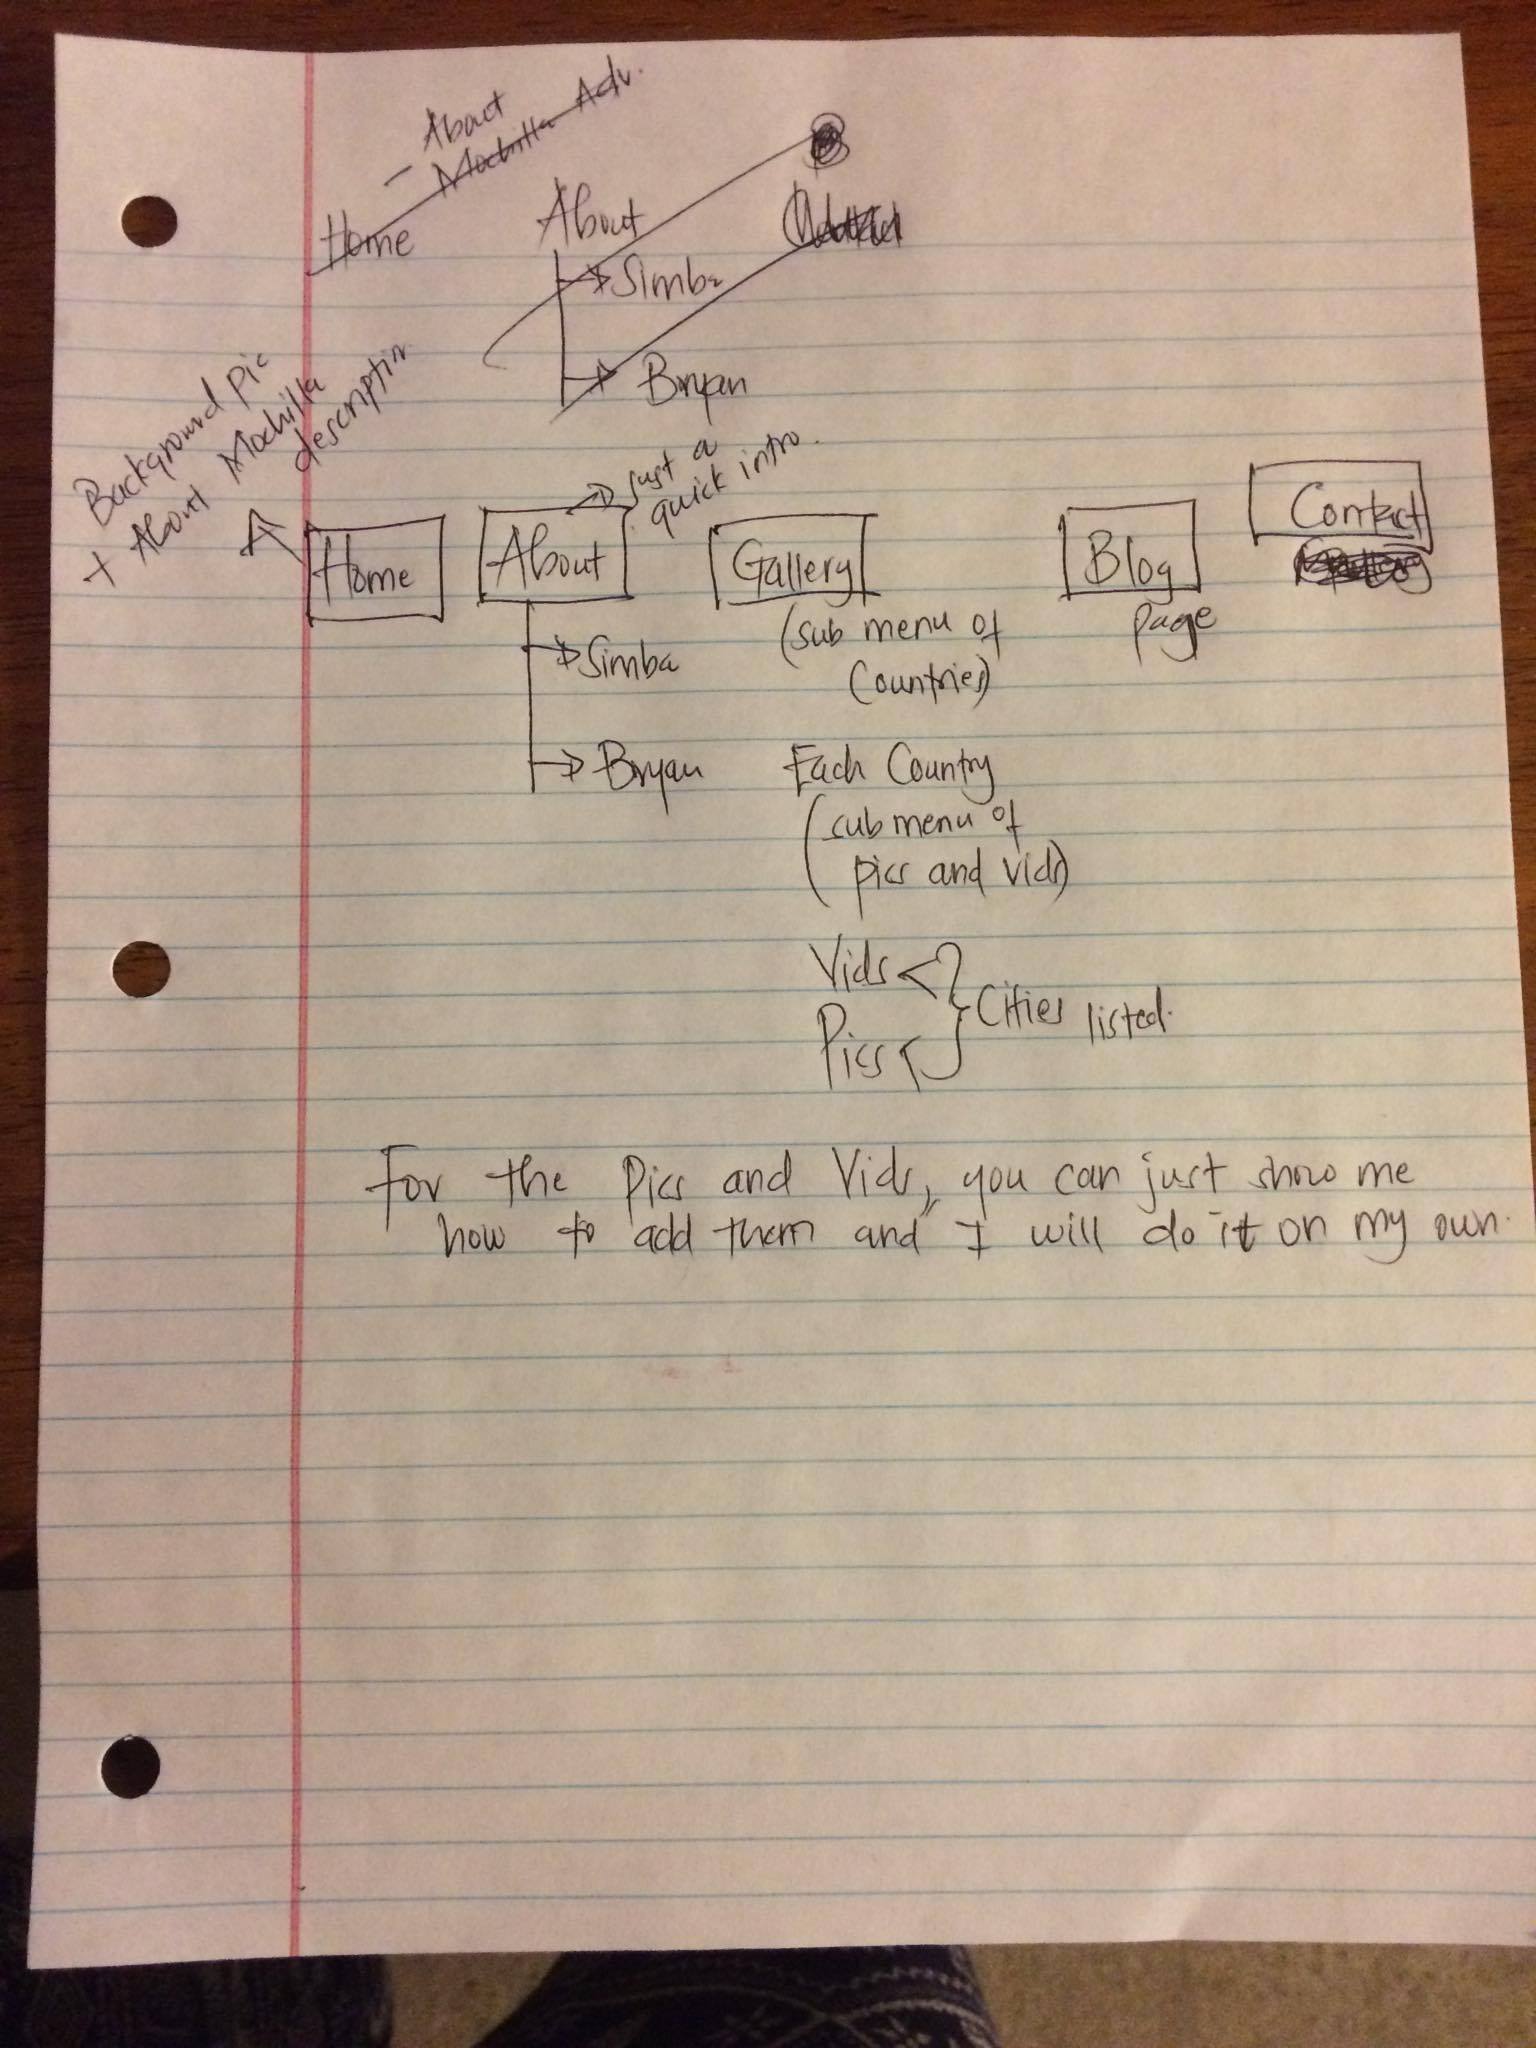 - About
Mochilla Adv.
Home
About
Simba
Bryan
Background pic
+ About Mochilla
description
just a
quick intro.
Home
About
Gallery
Blog
Contact
Simba
Bryan
(sub menu of
Countries)
page
Each Country
(sub menu of
pics and vids)
Vids
Pics
Cities listed.
For the Pics and Vids, you can just show me
how to add them and I will do it on my own.